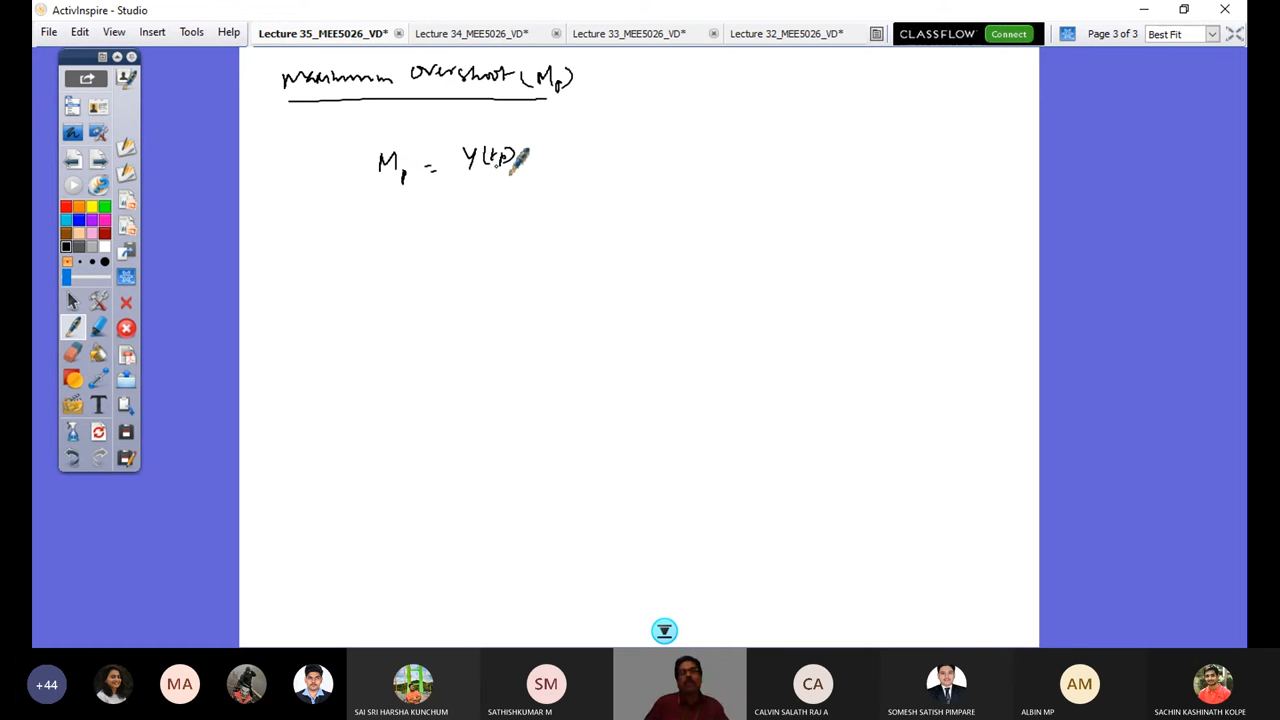 ActivInspire - Studio
File Edit View Insert Tools Help
Lecture 35_MEE5026_VD* Lecture 34_MEE5026_VD* Lecture 33_MEE5026_VD* Lecture 32_MEE5026_VD* CLASSFLOW Connect Page 3 of 3 Best Fit
Maximum Overshoot (Mp)
Mp = Y(tp)
+44 MA SM CA AM
SAI SRI HARSHA KUNCHUM SATHISHKUMAR M CALVIN SALATH RAJ A SOMESH SATISH PIMPARE ALBIN MP SACHIN KASHINATH KOLPE